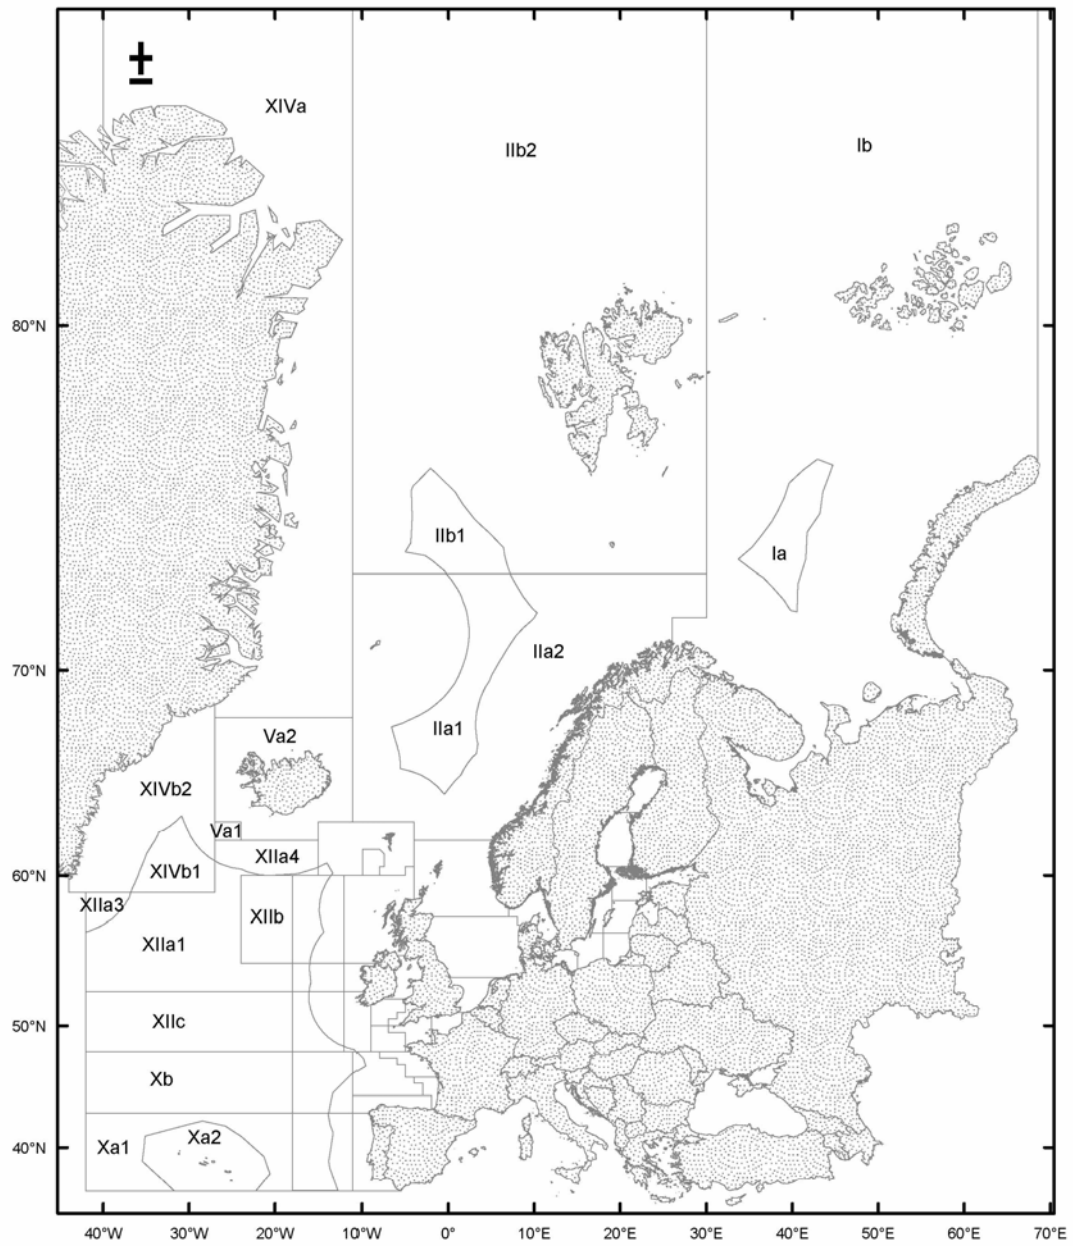 ±
XIVa
IIb2
Ib
80°N
IIb1
Ia
IIa2
70°N
IIa1
Va2
XIVb2
Va1
XIIa4
XIVb1
60°N
XIIa3
XIIb
XIIa1
XIIc
50°N
Xb
Xa2
Xa1
40°N
40°W 30°W 20°W 10°W 0° 10°E 20°E 30°E 40°E 50°E 60°E 70°E